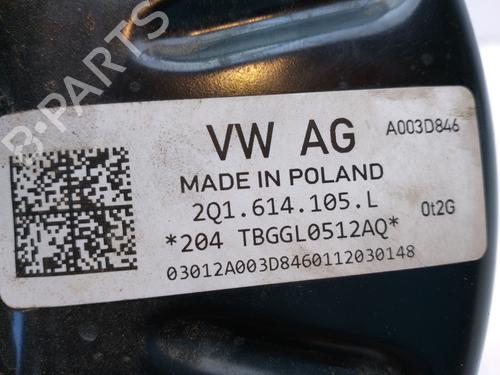 B-PARTS
VW AG
A003D846
MADE IN POLAND
2Q1.614.105.L
0t2G
*204 TBGGL0512AQ*
03012A003D8460112030148